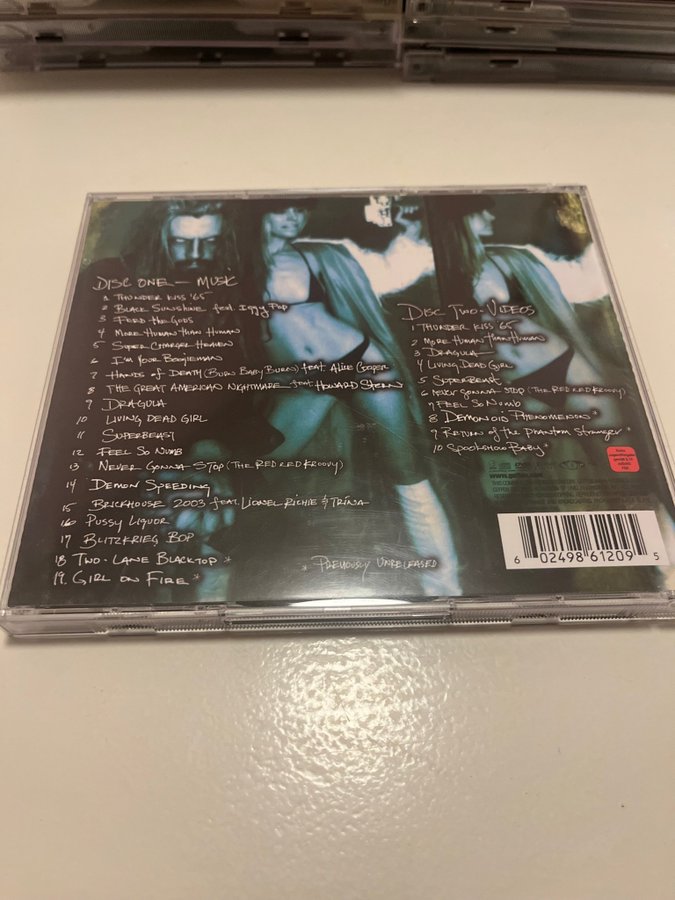 DISC ONE — MUSIC
1 THUNDER KISS '65
2 BLACK SUNSHINE feat. IGGY POP
3 FEED THE GODS
4 MORE HUMAN THAN HUMAN
5 SUPER-CHARGER HEAVEN
6 I'M YOUR BOOGIEMAN
7 HANDS OF DEATH (BURN BABY BURN) feat. ALICE COOPER
8 THE GREAT AMERICAN NIGHTMARE feat. HOWARD STERN
9 DRAGULA
10 LIVING DEAD GIRL
11 SUPERBEAST
12 FEEL SO NUMB
13 NEVER GONNA STOP (THE RED RED KROOVY)
14 DEMON SPEEDING
15 BRICKHOUSE 2003 feat. LIONEL RICHIE & TRINA
16 PUSSY LIQUOR
17 BLITZKRIEG BOP
18 TWO-LANE BLACKTOP *
19. GIRL ON FIRE *
DISC TWO - VIDEOS
1 THUNDER KISS '65
2 MORE HUMAN THAN HUMAN
3 DRAGULA
4 LIVING DEAD GIRL
5 SUPERBEAST
6 NEVER GONNA STOP (THE RED RED KROOVY)
7 FEEL SO NUMB
8 DEMONOID PHENOMENON *
9 RETURN OF THE PHANTOM STRANGER *
10 SPOOKSHOW BABY *
* PREVIOUSLY UNRELEASED
6 02498 61209 5